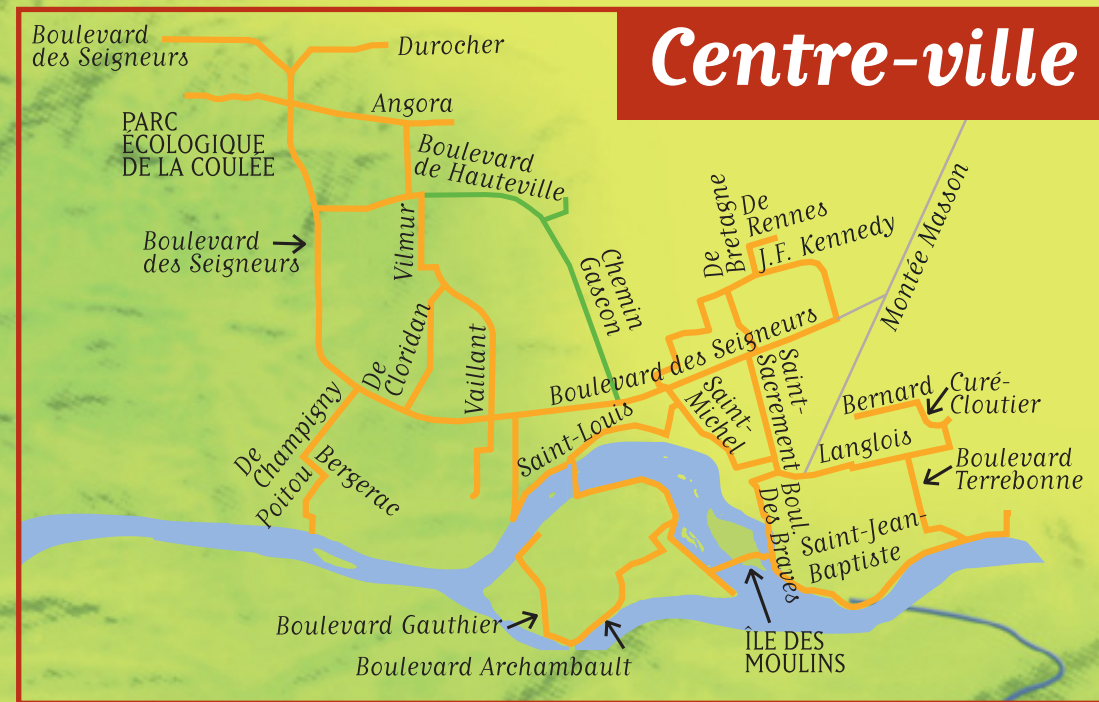 Centre-ville
Boulevard
des Seigneurs
Durocher
Angora
PARC
ÉCOLOGIQUE
DE LA COULÉE
Boulevard
de Hauteville
Boulevard
des Seigneurs
Vilmur
Chemin
Gascon
De
Bretagne
De
Rennes
J.F. Kennedy
Montée Masson
De
Cloridan
Vaillant
Boulevard des Seigneurs
Saint-Louis
Saint-
Michel
Saint-
Sacrement
Bernard
Curé-
Cloutier
Langlois
Boulevard
Terrebonne
De
Champigny
Bergerac
Poitou
Boul.
Des Braves
Saint-Jean-
Baptiste
Boulevard Gauthier
Boulevard Archambault
ÎLE DES
MOULINS